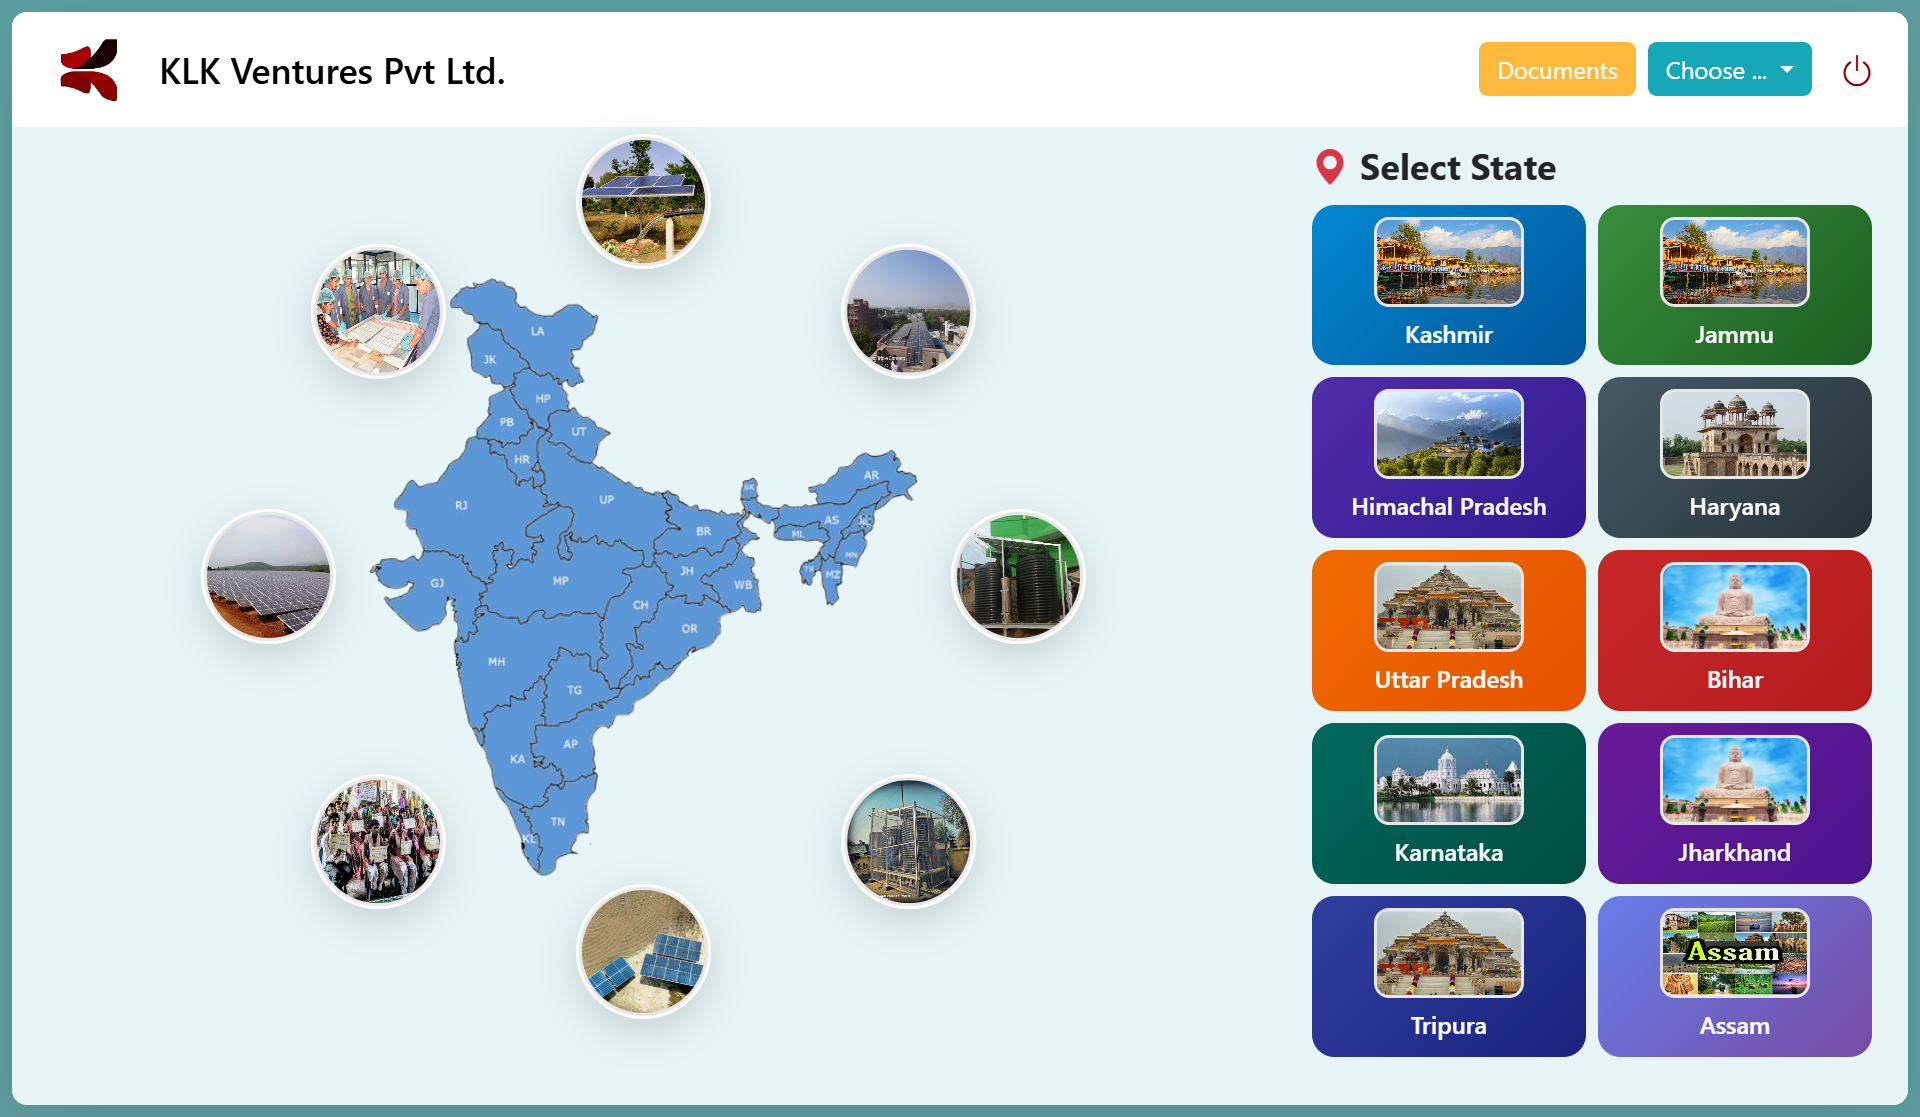 KLK Ventures Pvt Ltd.
Documents
Choose ...
Select State
Kashmir
Jammu
Himachal Pradesh
Haryana
Uttar Pradesh
Bihar
Karnataka
Jharkhand
Tripura
Assam
Assam
LA
JK
HP
PB
UT
HR
RJ
UP
BR
SK
AR
AS
ML
MN
TR
MZ
GJ
MP
JH
WB
CH
OR
MH
TG
AP
KA
TN
KL